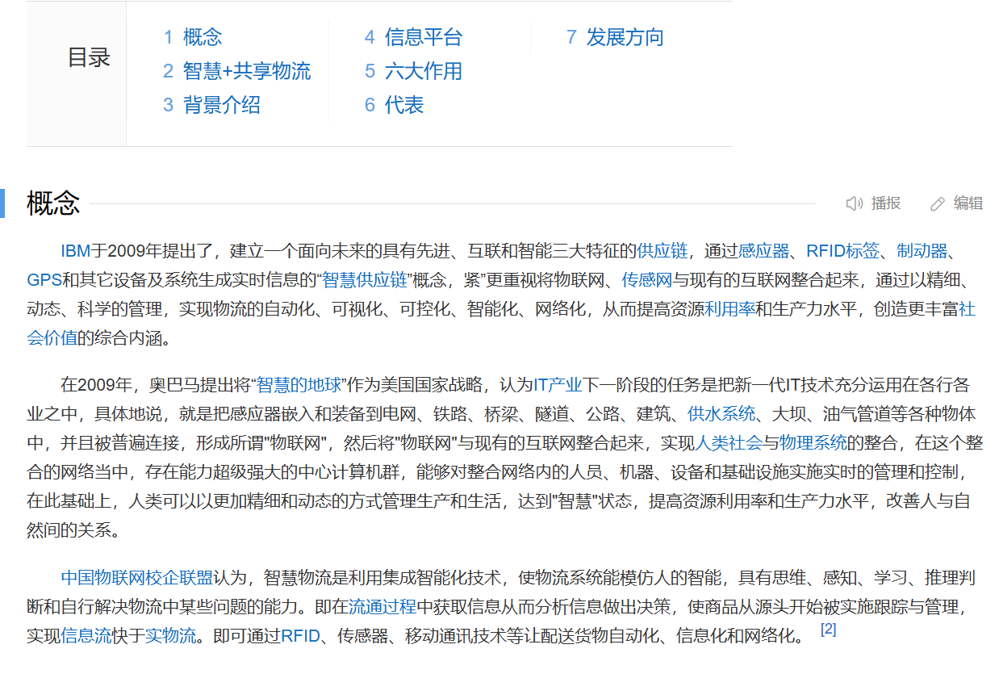 目录
1 概念
2 智慧+共享物流
3 背景介绍
4 信息平台
5 六大作用
6 代表
7 发展方向
概念
播报
编辑
IBM于2009年提出了，建立一个面向未来的具有先进、互联和智能三大特征的供应链，通过感应器、RFID标签、制动器、
GPS和其它设备及系统生成实时信息的“智慧供应链”概念，紧”更重视将物联网、传感网与现有的互联网整合起来，通过以精细、
动态、科学的管理，实现物流的自动化、可视化、可控化、智能化、网络化，从而提高资源利用率和生产力水平，创造更丰富社
会价值的综合内涵。
在2009年，奥巴马提出将“智慧的地球”作为美国国家战略，认为IT产业下一阶段的任务是把新一代IT技术充分运用在各行各
业之中，具体地说，就是把感应器嵌入和装备到电网、铁路、桥梁、隧道、公路、建筑、供水系统、大坝、油气管道等各种物体
中，并且被普遍连接，形成所谓"物联网"，然后将"物联网"与现有的互联网整合起来，实现人类社会与物理系统的整合，在这个整
合的网络当中，存在能力超级强大的中心计算机群，能够对整合网络内的人员、机器、设备和基础设施实施实时的管理和控制，
在此基础上，人类可以以更加精细和动态的方式管理生产和生活，达到"智慧"状态，提高资源利用率和生产力水平，改善人与自
然间的关系。
中国物联网校企联盟认为，智慧物流是利用集成智能化技术，使物流系统能模仿人的智能，具有思维、感知、学习、推理判
断和自行解决物流中某些问题的能力。即在流通过程中获取信息从而分析信息做出决策，使商品从源头开始被实施跟踪与管理，
实现信息流快于实物流。即可通过RFID、传感器、移动通讯技术等让配送货物自动化、信息化和网络化。 [2]